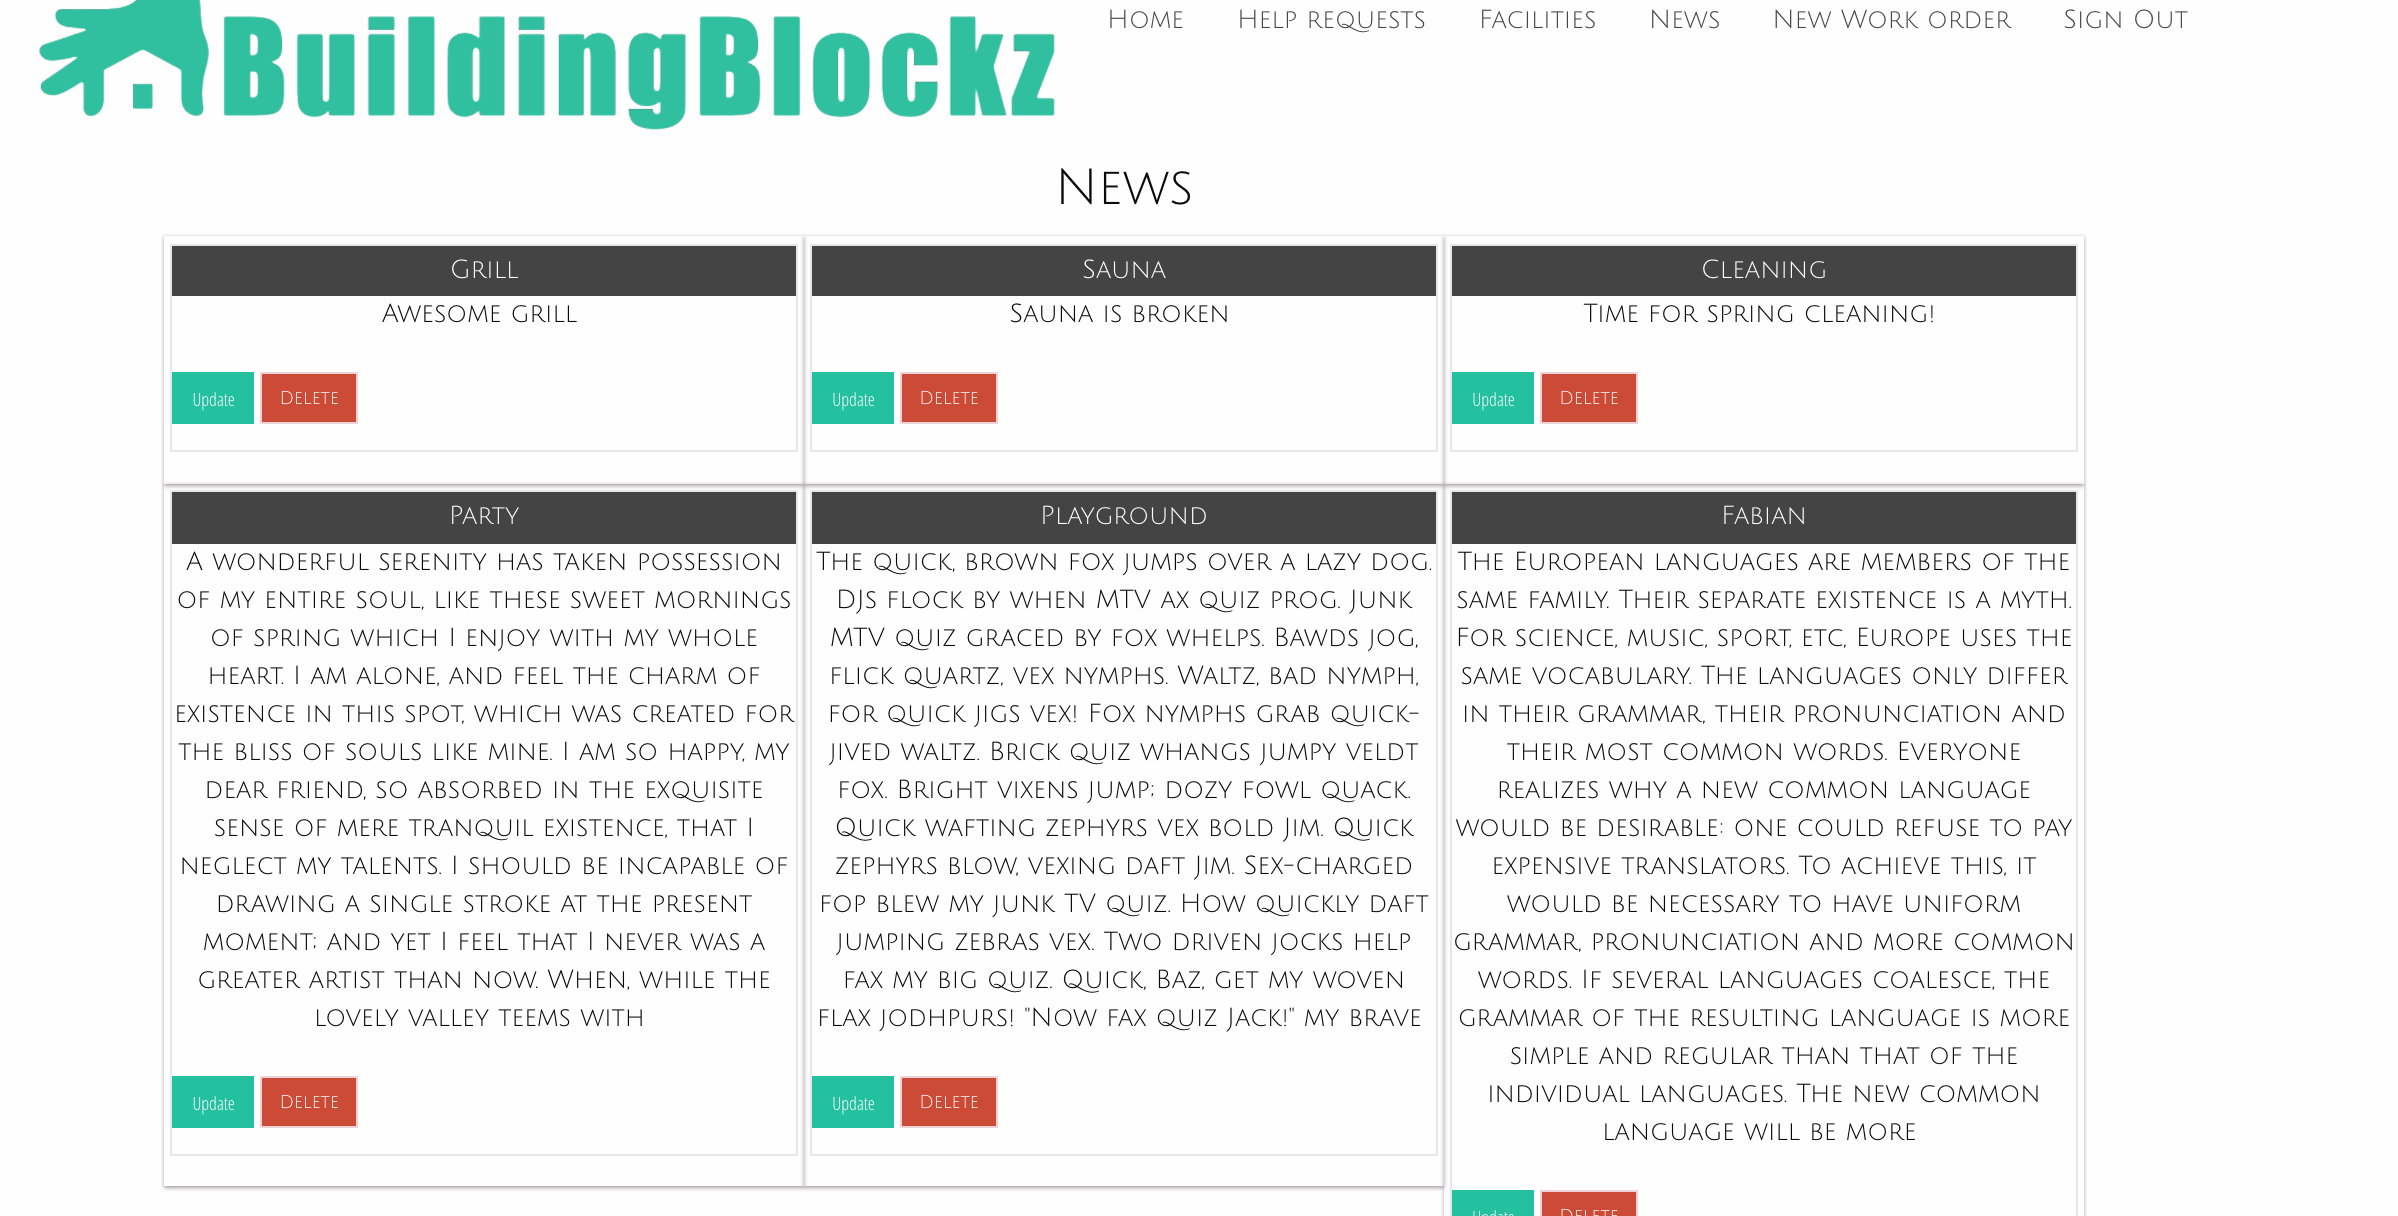 BuildingBlockz
Home Help requests Facilities News New Work order Sign Out
News
Grill
Awesome grill
Update Delete
Sauna
Sauna is broken
Update Delete
Cleaning
Time for spring cleaning!
Update Delete
Party
A wonderful serenity has taken possession
of my entire soul, like these sweet mornings
of spring which I enjoy with my whole
heart. I am alone, and feel the charm of
existence in this spot, which was created for
the bliss of souls like mine. I am so happy, my
dear friend, so absorbed in the exquisite
sense of mere tranquil existence, that I
neglect my talents. I should be incapable of
drawing a single stroke at the present
moment; and yet I feel that I never was a
greater artist than now. When, while the
lovely valley teems with
Update Delete
Playground
The quick, brown fox jumps over a lazy dog.
DJs flock by when MTV ax quiz prog. Junk
MTV quiz graced by fox whelps. Bawds jog,
flick quartz, vex nymphs. Waltz, bad nymph,
for quick jigs vex! Fox nymphs grab quick-
jived waltz. Brick quiz whangs jumpy veldt
fox. Bright vixens jump; dozy fowl quack.
Quick wafting zephyrs vex bold Jim. Quick
zephyrs blow, vexing daft Jim. Sex-charged
fop blew my junk TV quiz. How quickly daft
jumping zebras vex. Two driven jocks help
fax my big quiz. Quick, Baz, get my woven
flax jodhpurs! "Now fax quiz Jack!" my brave
Update Delete
Fabian
The European languages are members of the
same family. Their separate existence is a myth.
For science, music, sport, etc, Europe uses the
same vocabulary. The languages only differ
in their grammar, their pronunciation and
their most common words. Everyone
realizes why a new common language
would be desirable: one could refuse to pay
expensive translators. To achieve this, it
would be necessary to have uniform
grammar, pronunciation and more common
words. If several languages coalesce, the
grammar of the resulting language is more
simple and regular than that of the
individual languages. The new common
language will be more
Update Delete